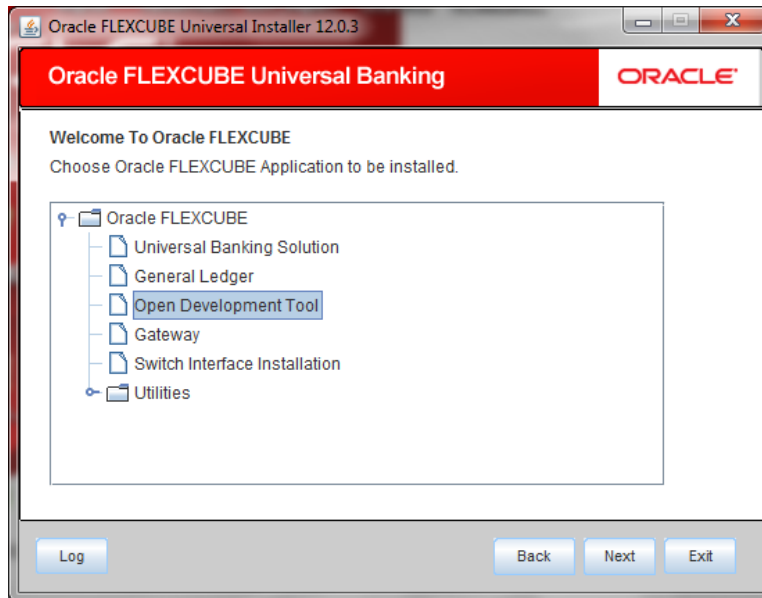 Oracle FLEXCUBE Universal Installer 12.0.3
Oracle FLEXCUBE Universal Banking
ORACLE
Welcome To Oracle FLEXCUBE
Choose Oracle FLEXCUBE Application to be installed.
Oracle FLEXCUBE
Universal Banking Solution
General Ledger
Open Development Tool
Gateway
Switch Interface Installation
Utilities
Log
Back
Next
Exit